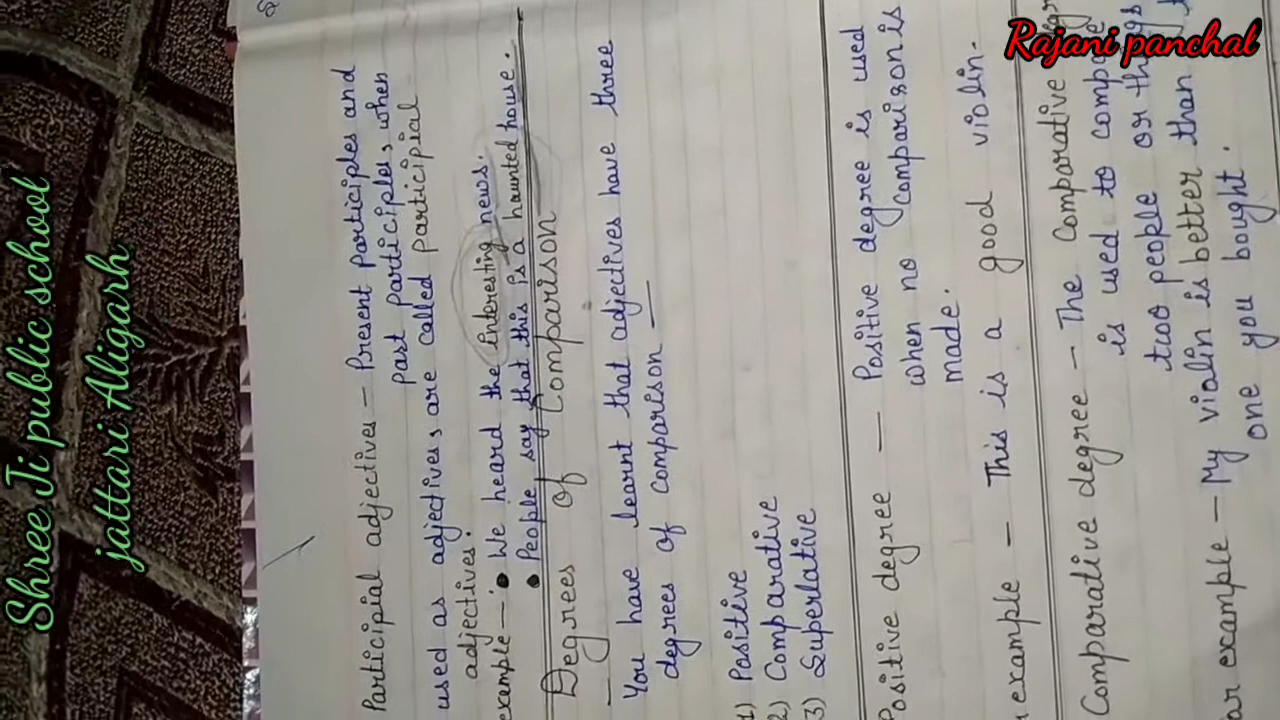 Shree Ji public school
jattari Aligarh
Rajani panchal
Participial adjectives - Present participles and
past participles, when
used as adjectives, are called participial
adjectives.
example - • We heard the interesting news.
• People say that this is a haunted house.
Degrees of Comparison
You have learnt that adjectives have three
degrees of comparison —
1) Positive
2) Comparative
3) Superlative
Positive degree — Positive degree is used
when no comparison is
made.
example - This is a good violin.
Comparative degree - The comparative
is used to compare
two people or things
example - My violin is better than
one you bought.